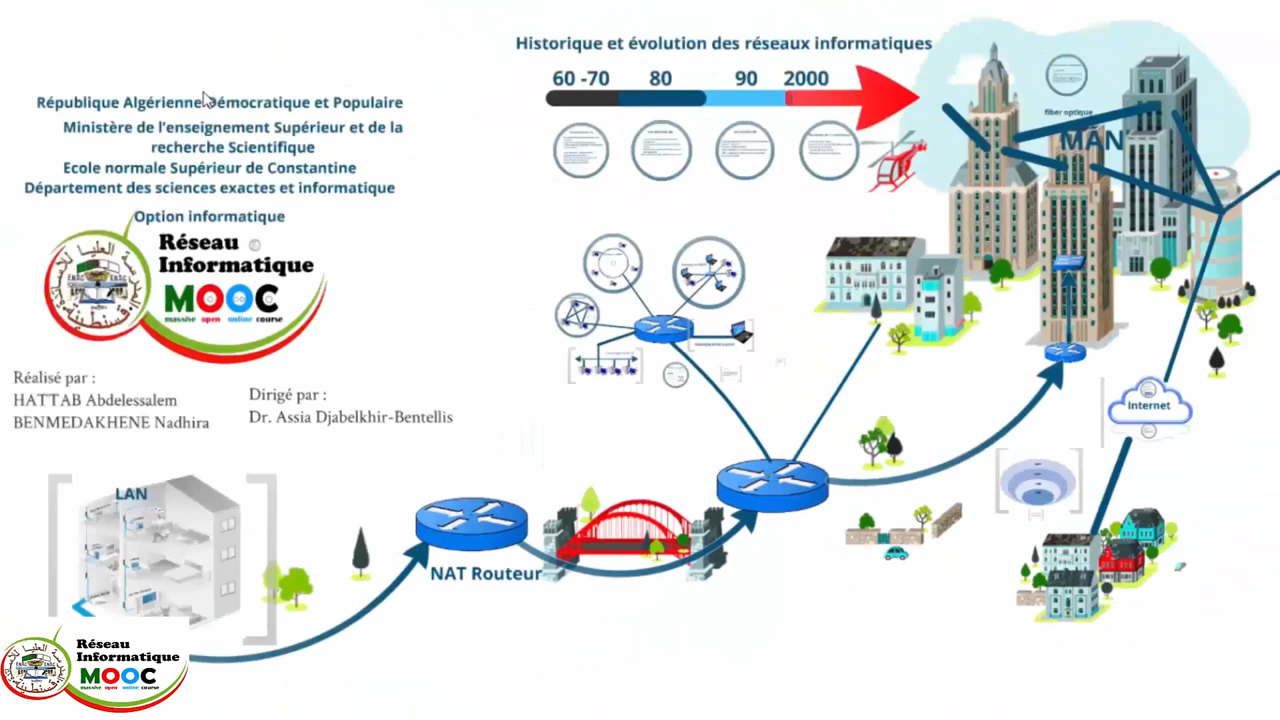 Historique et évolution des réseaux informatiques
60 -70
80
90
2000
République Algérienne Démocratique et Populaire
Ministère de l'enseignement Supérieur et de la
recherche Scientifique
Ecole normale Supérieur de Constantine
Département des sciences exactes et informatique
Option informatique
Réseau
Informatique
MOOC
massive open online course
fiber optique
MAN
Réalisé par :
HATTAB Abdelessalem
BENMEDAKHENE Nadhira
Dirigé par :
Dr. Assia Djabelkhir-Bentellis
Internet
LAN
NAT Routeur
Réseau
Informatique
MOOC
massive open online course